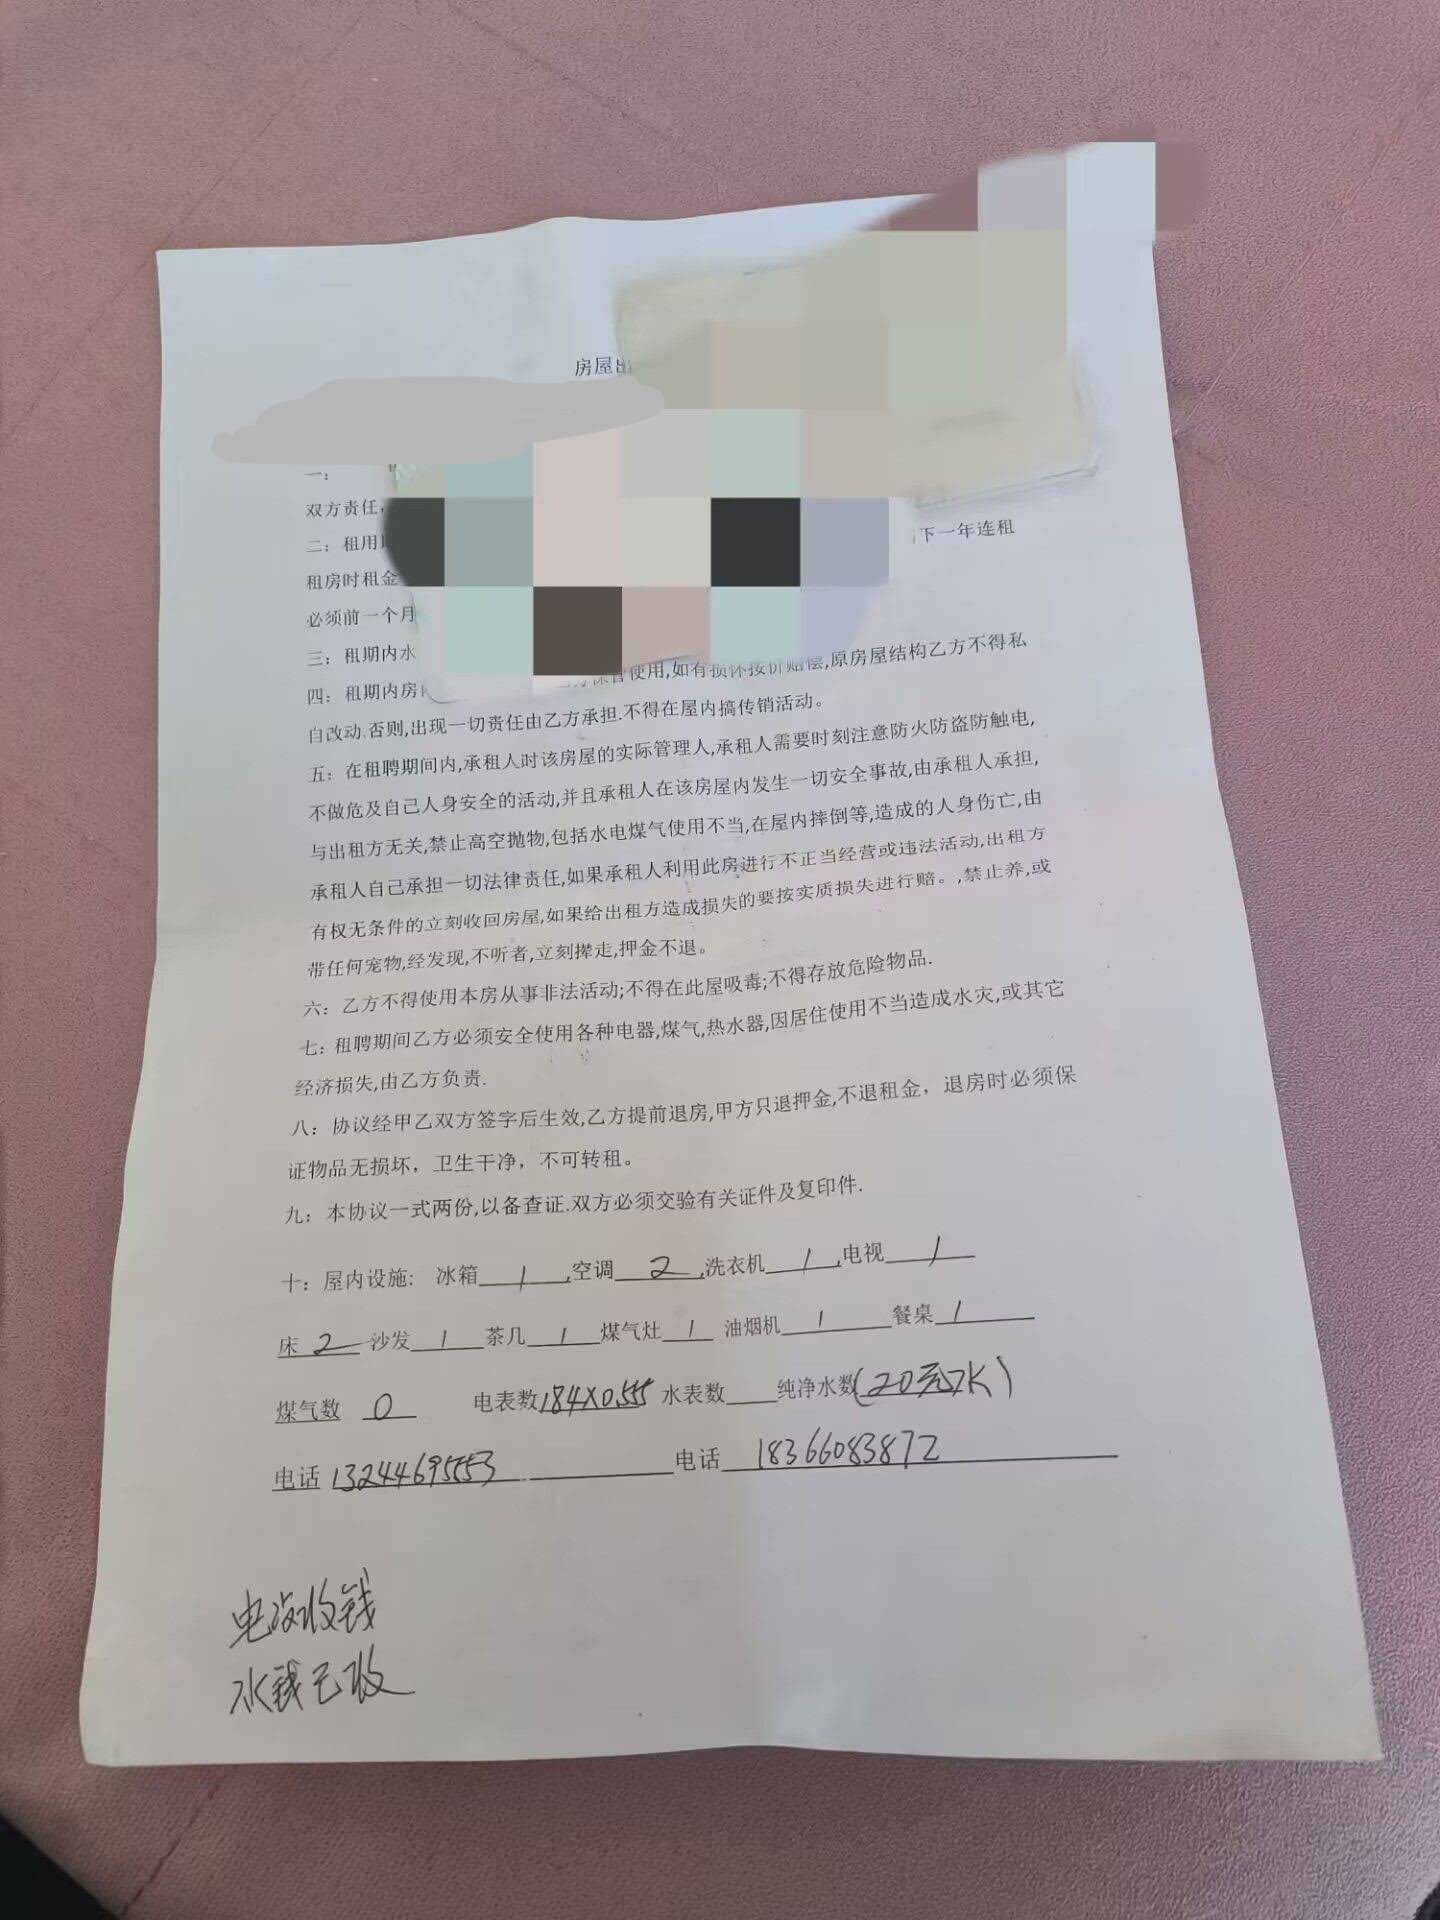 房屋出
一:
双方责任,
二: 租用 下一年连租
租房时租金
必须前一个月
三: 租期内水
四: 租期内房 保管使用,如有损坏按价赔偿,原房屋结构乙方不得私
自改动.否则,出现一切责任由乙方承担.不得在屋内搞传销活动。
五: 在租聘期间内,承租人时该房屋的实际管理人,承租人需要时刻注意防火防盗防触电,
不做危及自己人身安全的活动,并且承租人在该房屋内发生一切安全事故,由承租人承担,
与出租方无关,禁止高空抛物,包括水电煤气使用不当,在屋内摔倒等,造成的人身伤亡,由
承租人自己承担一切法律责任,如果承租人利用此房进行不正当经营或违法活动,出租方
有权无条件的立刻收回房屋,如果给出租方造成损失的要按实质损失进行赔。,禁止养,或
带任何宠物,经发现,不听者,立刻撵走,押金不退。
六: 乙方不得使用本房从事非法活动;不得在此屋吸毒;不得存放危险物品.
七: 租聘期间乙方必须安全使用各种电器,煤气,热水器,因居住使用不当造成水灾,或其它
经济损失,由乙方负责.
八: 协议经甲乙双方签字后生效,乙方提前退房,甲方只退押金,不退租金，退房时必须保
证物品无损坏，卫生干净，不可转租。
九: 本协议一式两份,以备查证.双方必须交验有关证件及复印件.
十: 屋内设施: 冰箱 1 ,空调 2 ,洗衣机 1 ,电视 1
床 2 沙发 1 茶几 1 煤气灶 1 油烟机 1 餐桌 1
煤气数 0 电表数184×0.555 水表数 纯净水数(20元水)
电话 13244695553 电话 18366083872
电没收钱
水钱已收